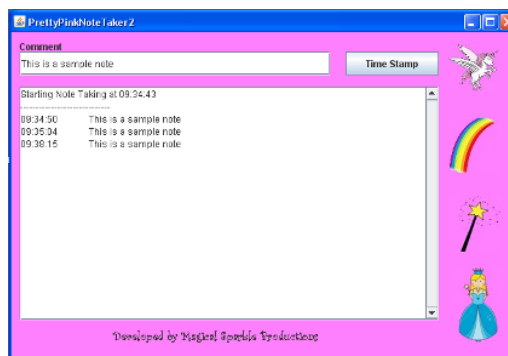 PrettyPinkNoteTaker2
Comment
This is a sample note
Time Stamp
Starting Note Taking at 09:34:43
------------------------------
09:34:50 This is a sample note
09:35:04 This is a sample note
09:38:15 This is a sample note
Developed by Magical Sparkle Productions